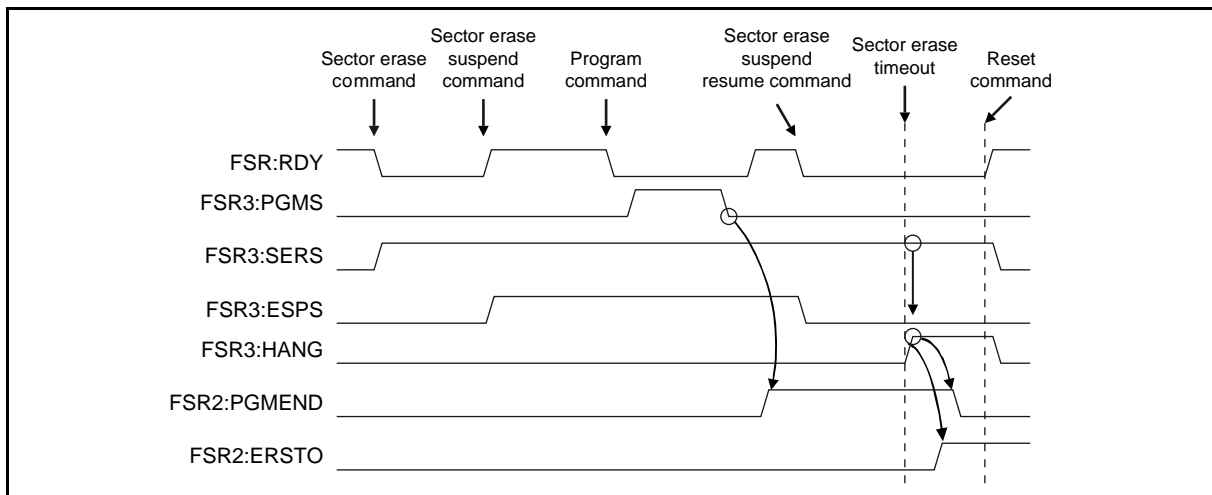 Sector erase
command
Sector erase
suspend
command
Program
command
Sector erase
suspend
resume command
Sector erase
timeout
Reset
command
FSR:RDY
FSR3:PGMS
FSR3:SERS
FSR3:ESPS
FSR3:HANG
FSR2:PGMEND
FSR2:ERSTO